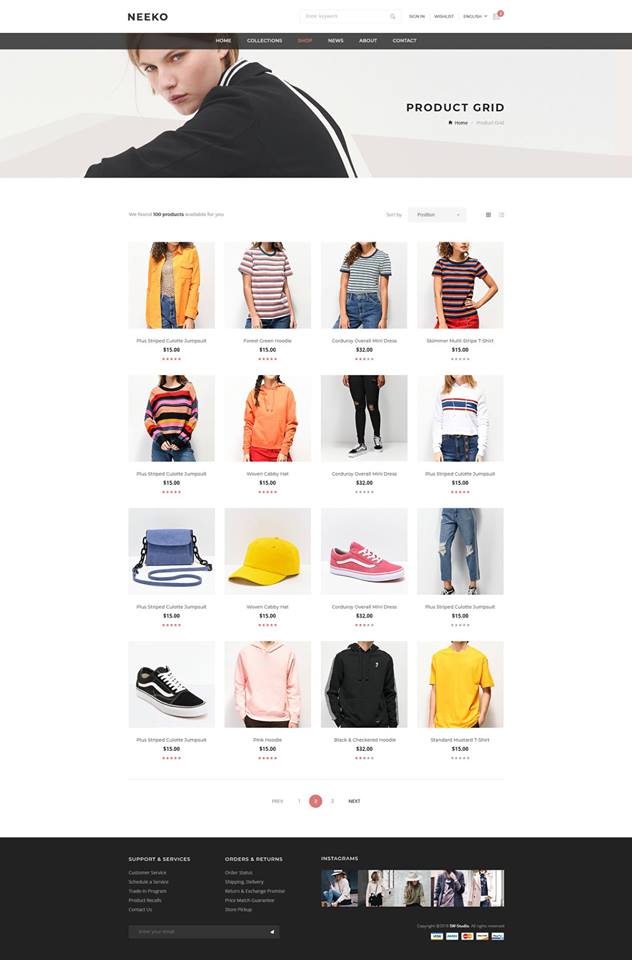 NEEKO
Enter keyword
SIGN IN
WISHLIST
ENGLISH
2
HOME COLLECTIONS SHOP NEWS ABOUT CONTACT
PRODUCT GRID
Home / Product Grid
We found 100 products available for you
Sort by
Position
Plus Striped Culotte Jumpsuit
$15.00
Forest Green Hoodie
$15.00
Corduroy Overall Mini Dress
$32.00
Skimmer Multi Stripe T-Shirt
$15.00
Plus Striped Culotte Jumpsuit
$15.00
Woven Cabby Hat
$15.00
Corduroy Overall Mini Dress
$32.00
Plus Striped Culotte Jumpsuit
$15.00
Plus Striped Culotte Jumpsuit
$15.00
Woven Cabby Hat
$15.00
Corduroy Overall Mini Dress
$32.00
Plus Striped Culotte Jumpsuit
$15.00
Plus Striped Culotte Jumpsuit
$15.00
Pink Hoodie
$15.00
Black & Checkered Hoodie
$32.00
Standard Mustard T-Shirt
$15.00
PREV 1 2 3 NEXT
SUPPORT & SERVICES
Customer Service
Schedule a Service
Trade-In Program
Product Recalls
Contact Us
ORDERS & RETURNS
Order Status
Shipping, Delivery
Return & Exchange Promise
Price Match Guarantee
Store Pickup
INSTAGRAMS
Enter your email
Copyright ©2018 SW-Studio. All rights reserved
VISA